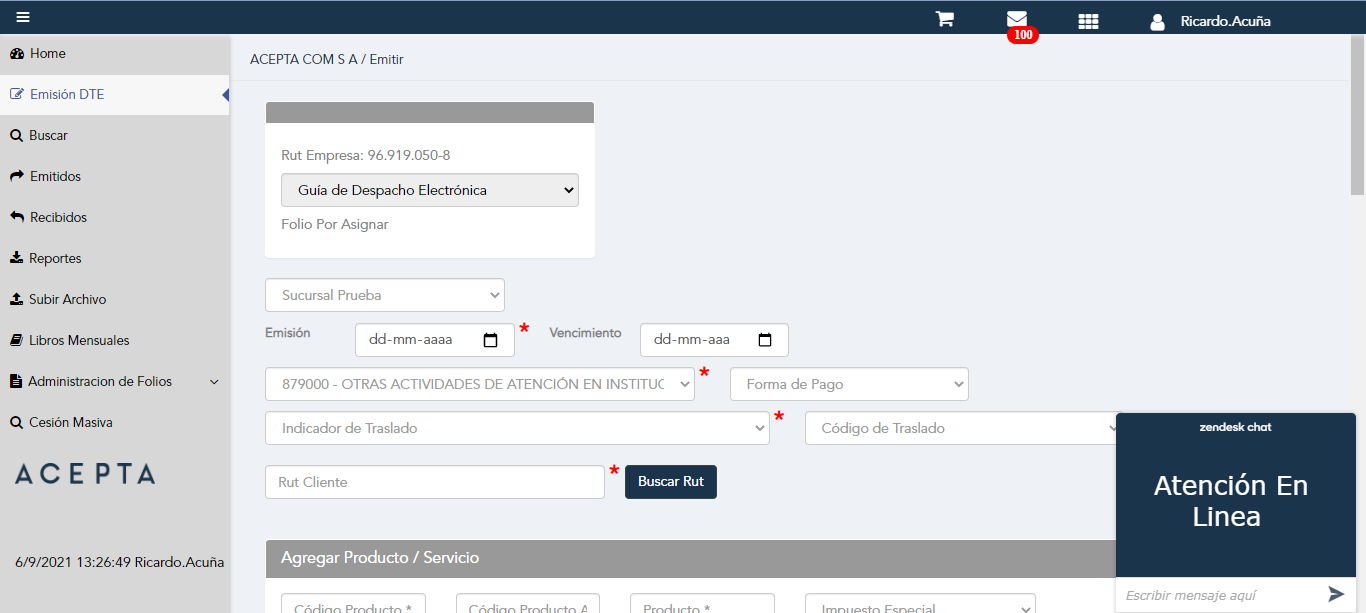 Ricardo.Acuña
100
Home
Emisión DTE
Buscar
Emitidos
Recibidos
Reportes
Subir Archivo
Libros Mensuales
Administracion de Folios
Cesión Masiva
ACEPTA
6/9/2021 13:26:49 Ricardo.Acuña
ACEPTA COM S A / Emitir
Rut Empresa: 96.919.050-8
Guía de Despacho Electrónica
Folio Por Asignar
Sucursal Prueba
Emisión dd-mm-aaaa * Vencimiento dd-mm-aaa
879000 - OTRAS ACTIVIDADES DE ATENCIÓN EN INSTITUC * Forma de Pago
Indicador de Traslado * Código de Traslado
Rut Cliente * Buscar Rut
Agregar Producto / Servicio
Código Producto * Código Producto A Producto * Impuesto Especial
zendesk chat
Atención En
Linea
Escribir mensaje aquí